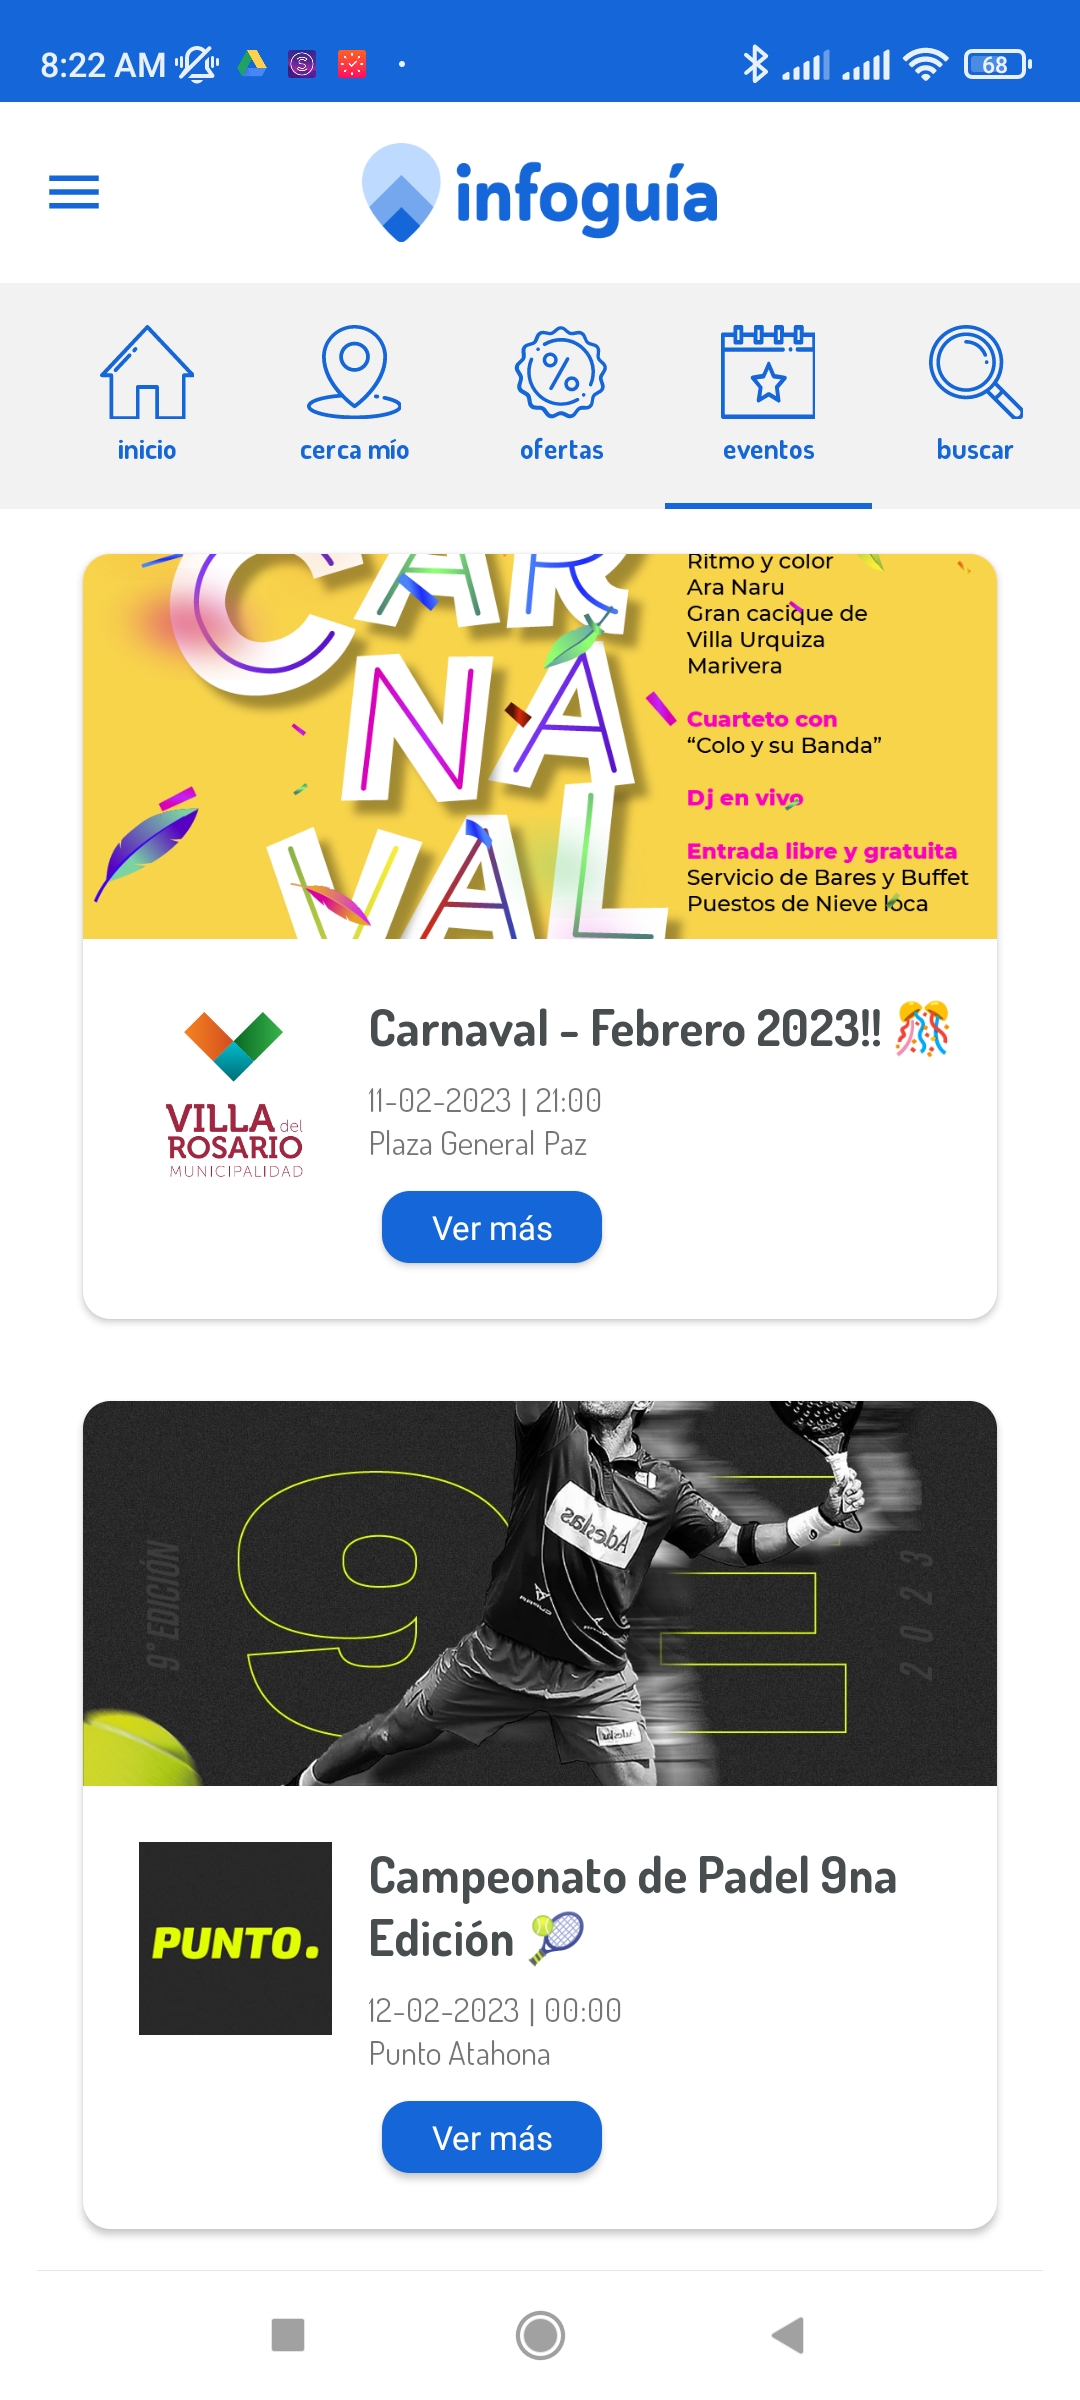 8:22 AM
68
infoguía
inicio
cerca mío
ofertas
eventos
buscar
CAR
NA
VAL
Ritmo y color
Ara Naru
Gran cacique de
Villa Urquiza
Marivera
Cuarteto con
“Colo y su Banda”
Dj en vivo
Entrada libre y gratuita
Servicio de Bares y Buffet
Puestos de Nieve loca
VILLA del
ROSARIO
MUNICIPALIDAD
Carnaval - Febrero 2023!! 🎊
11-02-2023 | 21:00
Plaza General Paz
Ver más
9° EDICIÓN
9E
Adeslas
2023
PUNTO.
Campeonato de Padel 9na
Edición 🎾
12-02-2023 | 00:00
Punto Atahona
Ver más